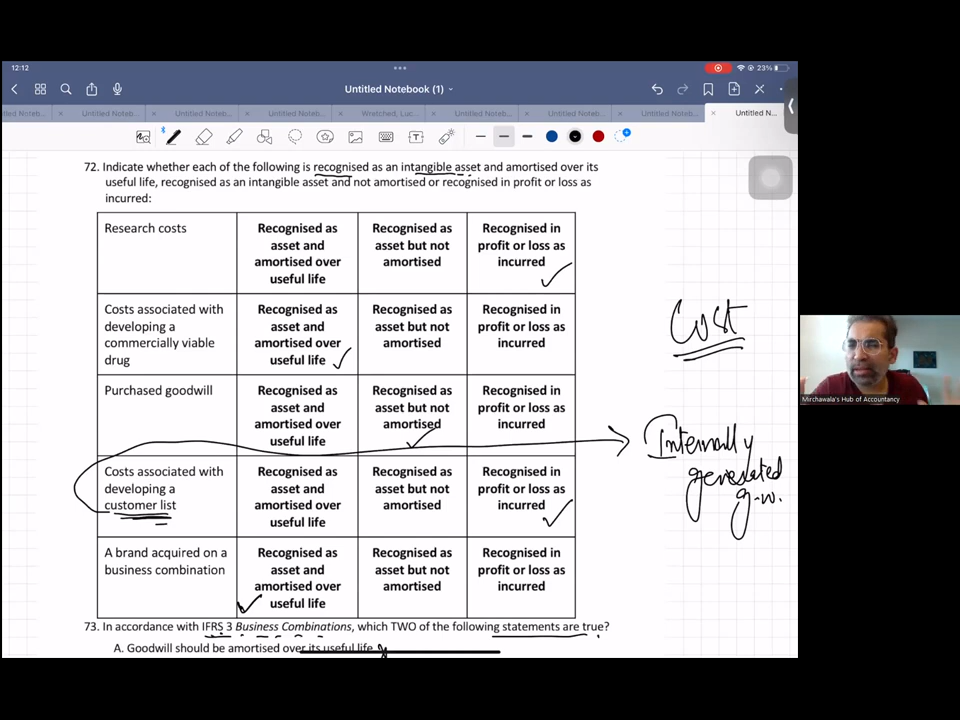 12:12
23%
Untitled Notebook (1)
Untitled Noteb...
Untitled Noteb...
Wretched, Luc...
Untitled Noteb...
Untitled Noteb...
Untitled Noteb...
Untitled N...
72. Indicate whether each of the following is recognised as an intangible asset and amortised over its
useful life, recognised as an intangible asset and not amortised or recognised in profit or loss as
incurred:
Research costs
Recognised as
asset and
amortised over
useful life
Recognised as
asset but not
amortised
Recognised in
profit or loss as
incurred
Costs associated with
developing a
commercially viable
drug
Recognised as
asset and
amortised over
useful life
Recognised as
asset but not
amortised
Recognised in
profit or loss as
incurred
Purchased goodwill
Recognised as
asset and
amortised over
useful life
Recognised as
asset but not
amortised
Recognised in
profit or loss as
incurred
Costs associated with
developing a
customer list
Recognised as
asset and
amortised over
useful life
Recognised as
asset but not
amortised
Recognised in
profit or loss as
incurred
A brand acquired on a
business combination
Recognised as
asset and
amortised over
useful life
Recognised as
asset but not
amortised
Recognised in
profit or loss as
incurred
Cost
Internally
generated
g.w.
73. In accordance with IFRS 3 Business Combinations, which TWO of the following statements are true?
A. Goodwill should be amortised over its useful life
Mirchawala's Hub of Accountancy